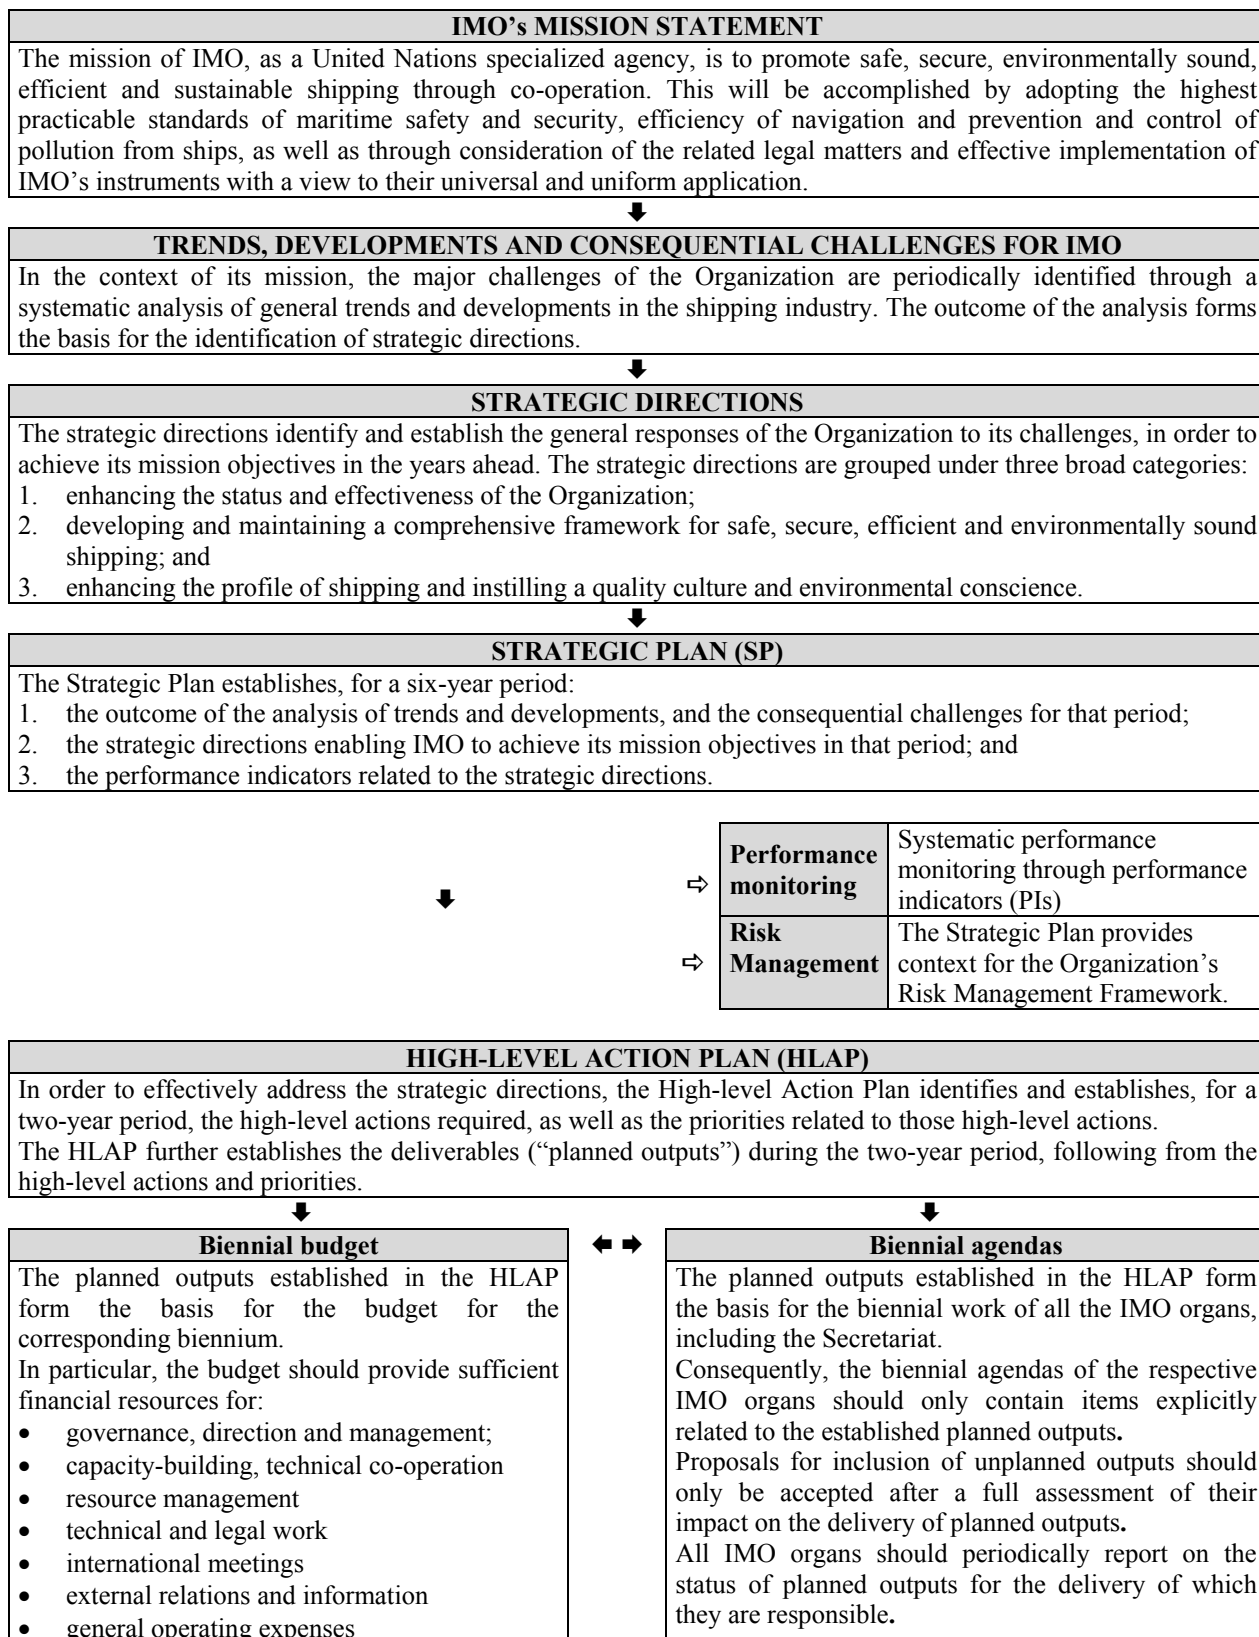 IMO's MISSION STATEMENT
The mission of IMO, as a United Nations specialized agency, is to promote safe, secure, environmentally sound,
efficient and sustainable shipping through co-operation. This will be accomplished by adopting the highest
practicable standards of maritime safety and security, efficiency of navigation and prevention and control of
pollution from ships, as well as through consideration of the related legal matters and effective implementation of
IMO's instruments with a view to their universal and uniform application.
TRENDS, DEVELOPMENTS AND CONSEQUENTIAL CHALLENGES FOR IMO
In the context of its mission, the major challenges of the Organization are periodically identified through a
systematic analysis of general trends and developments in the shipping industry. The outcome of the analysis forms
the basis for the identification of strategic directions.
STRATEGIC DIRECTIONS
The strategic directions identify and establish the general responses of the Organization to its challenges, in order to
achieve its mission objectives in the years ahead. The strategic directions are grouped under three broad categories:
1. enhancing the status and effectiveness of the Organization;
2. developing and maintaining a comprehensive framework for safe, secure, efficient and environmentally sound
shipping; and
3. enhancing the profile of shipping and instilling a quality culture and environmental conscience.
STRATEGIC PLAN (SP)
The Strategic Plan establishes, for a six-year period:
1. the outcome of the analysis of trends and developments, and the consequential challenges for that period;
2. the strategic directions enabling IMO to achieve its mission objectives in that period; and
3. the performance indicators related to the strategic directions.
Performance
monitoring
Systematic performance
monitoring through performance
indicators (PIs)
Risk
Management
The Strategic Plan provides
context for the Organization's
Risk Management Framework.
HIGH-LEVEL ACTION PLAN (HLAP)
In order to effectively address the strategic directions, the High-level Action Plan identifies and establishes, for a
two-year period, the high-level actions required, as well as the priorities related to those high-level actions.
The HLAP further establishes the deliverables ("planned outputs") during the two-year period, following from the
high-level actions and priorities.
Biennial budget
The planned outputs established in the HLAP
form the basis for the budget for the
corresponding biennium.
In particular, the budget should provide sufficient
financial resources for:
• governance, direction and management;
• capacity-building, technical co-operation
• resource management
• technical and legal work
• international meetings
• external relations and information
• general operating expenses
Biennial agendas
The planned outputs established in the HLAP form
the basis for the biennial work of all the IMO organs,
including the Secretariat.
Consequently, the biennial agendas of the respective
IMO organs should only contain items explicitly
related to the established planned outputs.
Proposals for inclusion of unplanned outputs should
only be accepted after a full assessment of their
impact on the delivery of planned outputs.
All IMO organs should periodically report on the
status of planned outputs for the delivery of which
they are responsible.